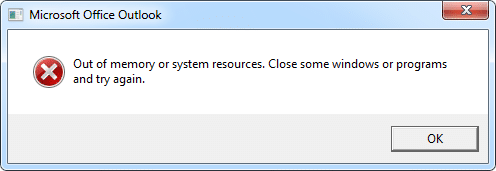 Microsoft Office Outlook
Out of memory or system resources. Close some windows or programs
and try again.
OK